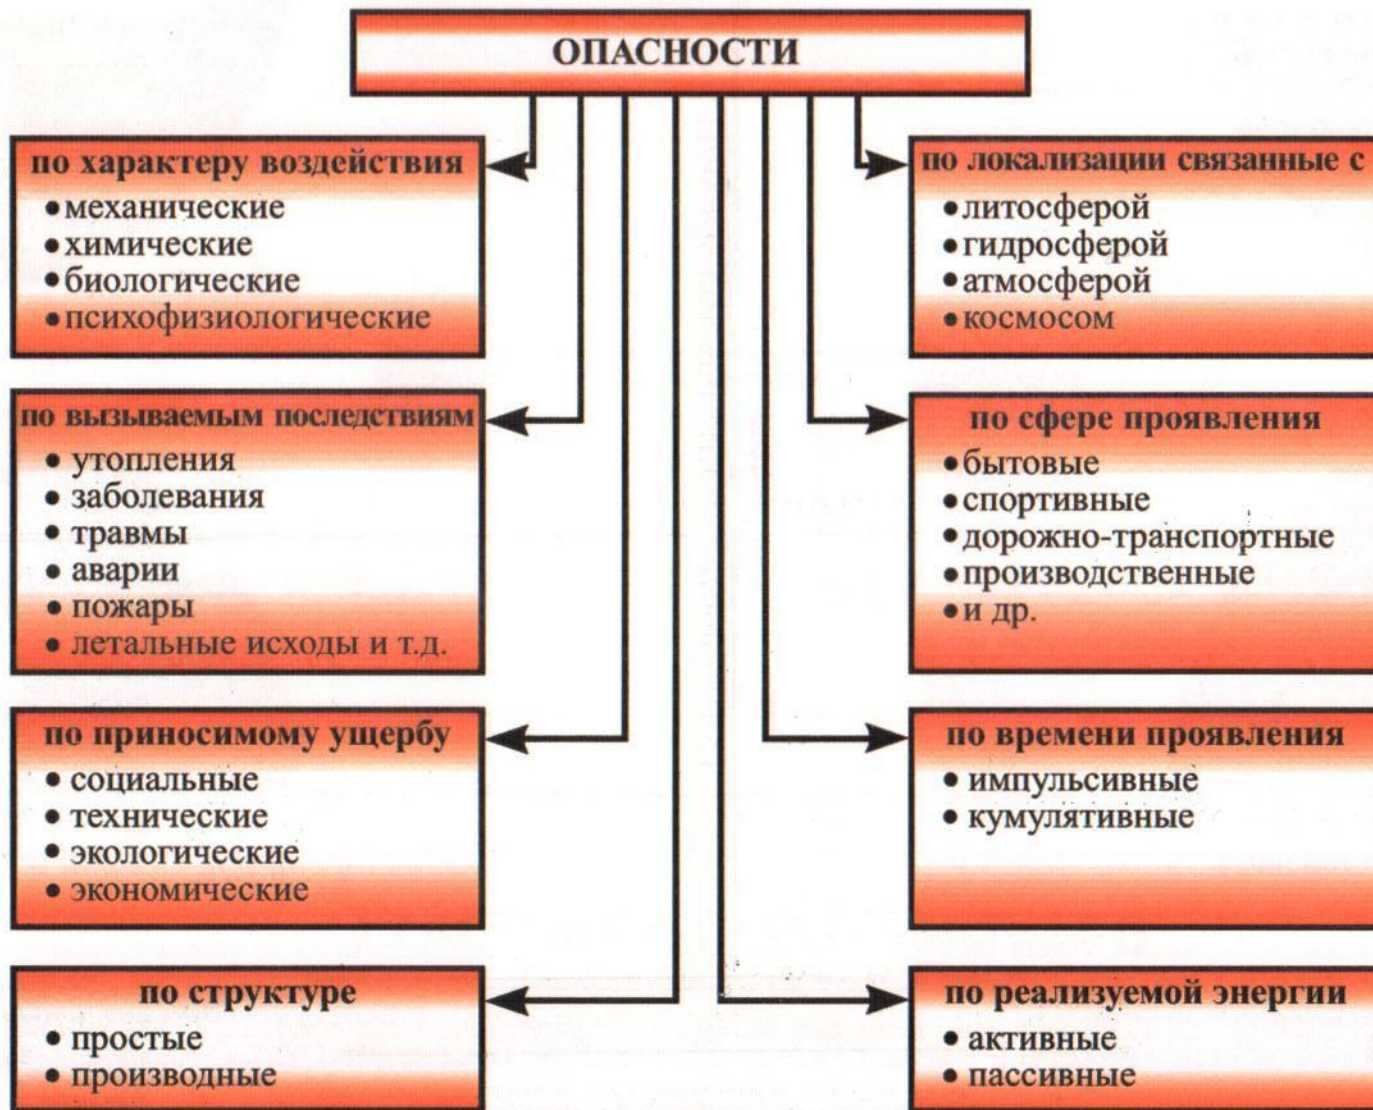 ОПАСНОСТИ
по характеру воздействия
• механические
• химические
• биологические
• психофизиологические
по вызываемым последствиям
• утопления
• заболевания
• травмы
• аварии
• пожары
• летальные исходы и т.д.
по приносимому ущербу
• социальные
• технические
• экологические
• экономические
по структуре
• простые
• производные
по локализации связанные с
• литосферой
• гидросферой
• атмосферой
• космосом
по сфере проявления
• бытовые
• спортивные
• дорожно-транспортные
• производственные
• и др.
по времени проявления
• импульсивные
• кумулятивные
по реализуемой энергии
• активные
• пассивные